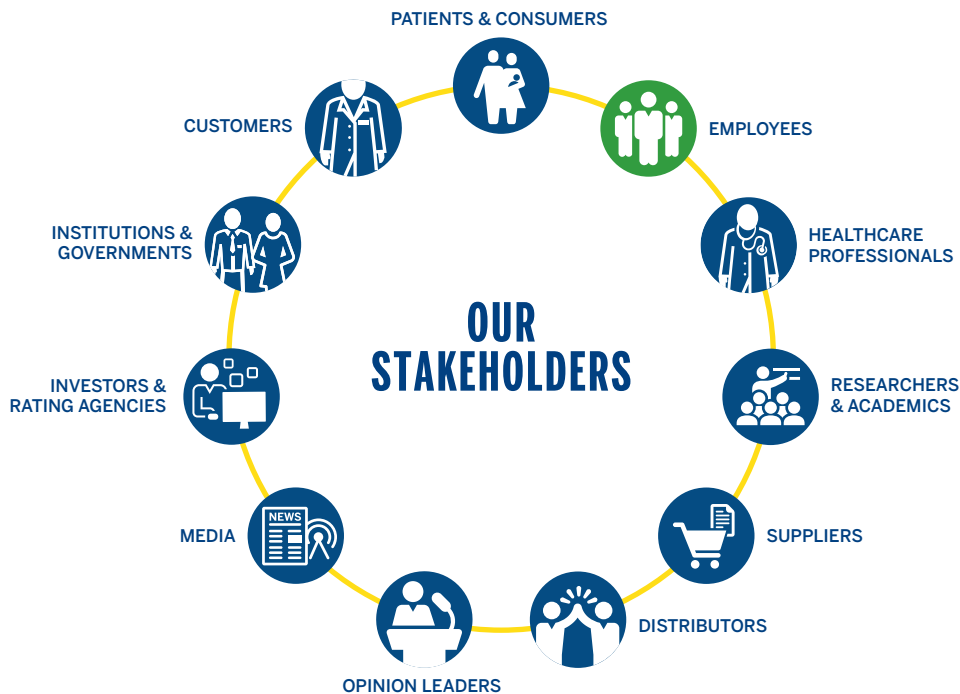 PATIENTS & CONSUMERS
EMPLOYEES
HEALTHCARE
PROFESSIONALS
RESEARCHERS
& ACADEMICS
SUPPLIERS
DISTRIBUTORS
OPINION LEADERS
MEDIA
NEWS
INVESTORS &
RATING AGENCIES
INSTITUTIONS &
GOVERNMENTS
CUSTOMERS
OUR
STAKEHOLDERS